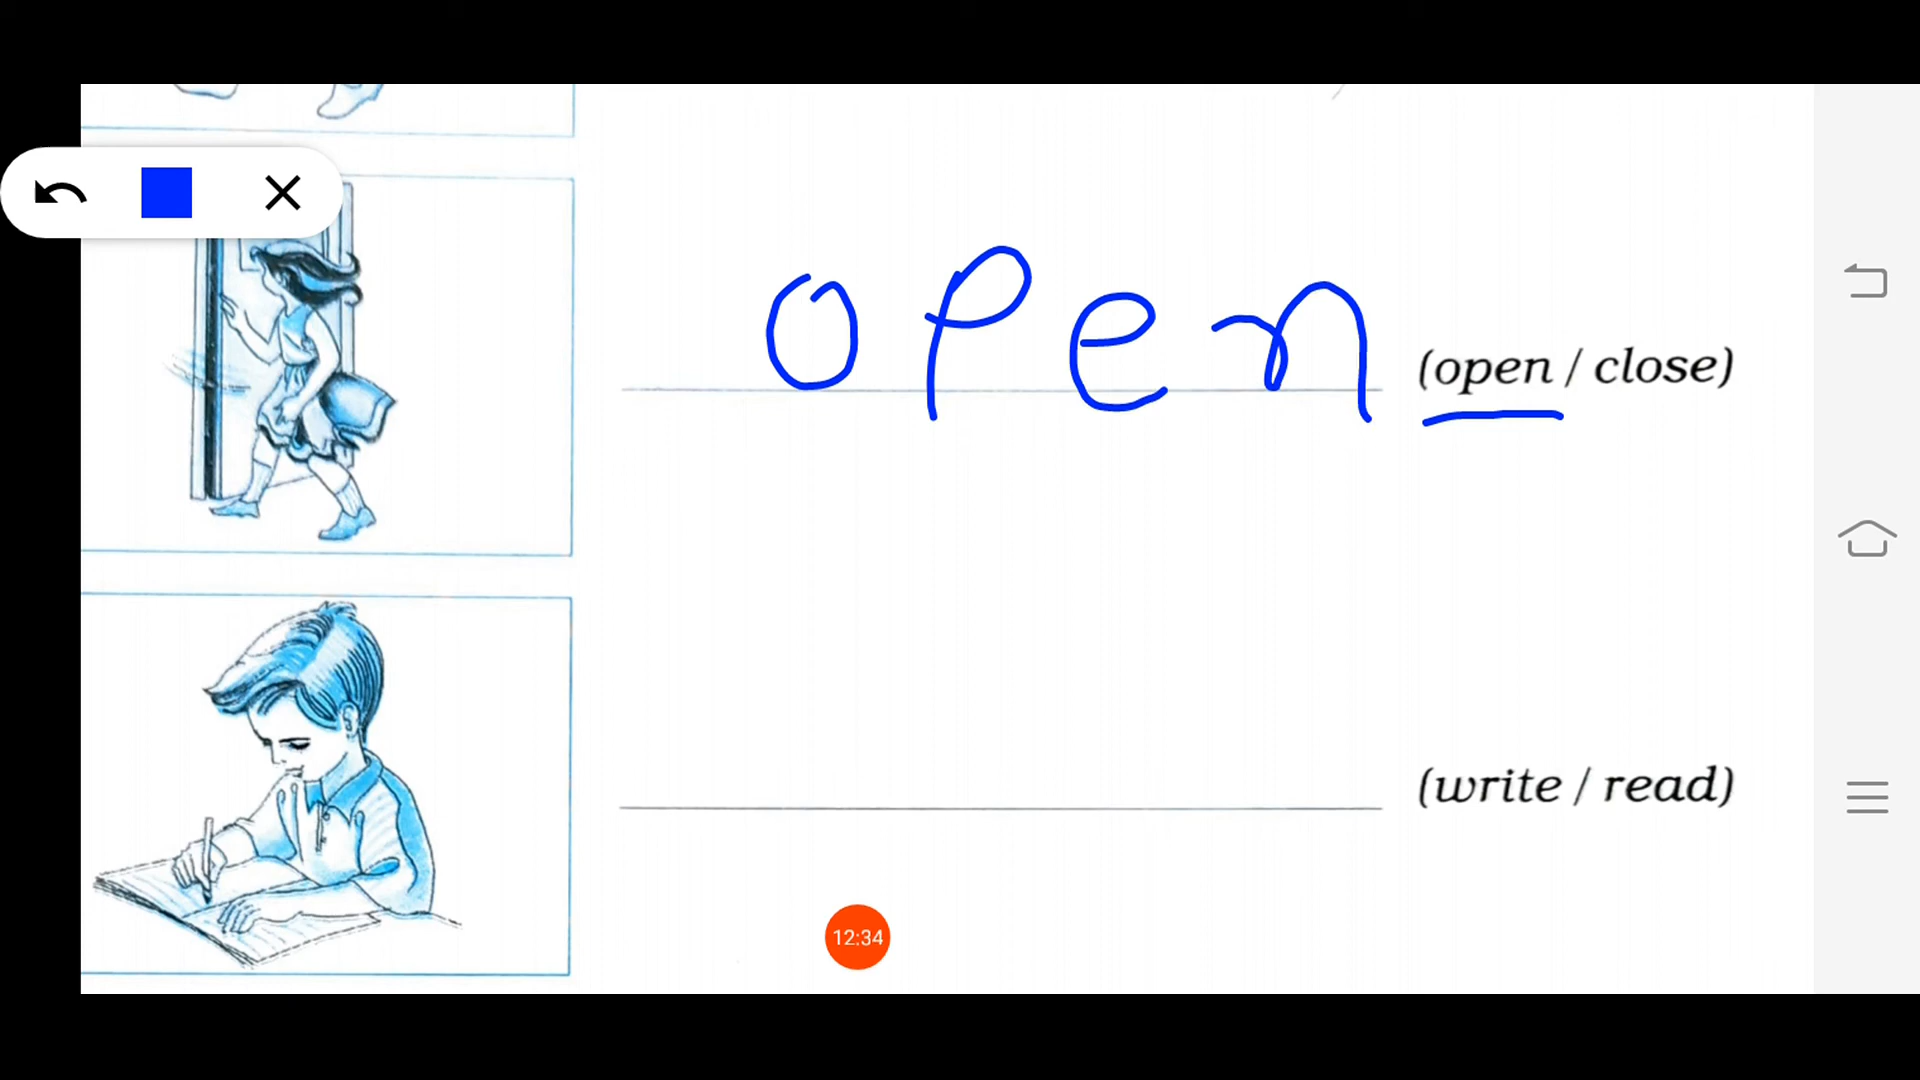 open (open / close)
(write / read)
12:34